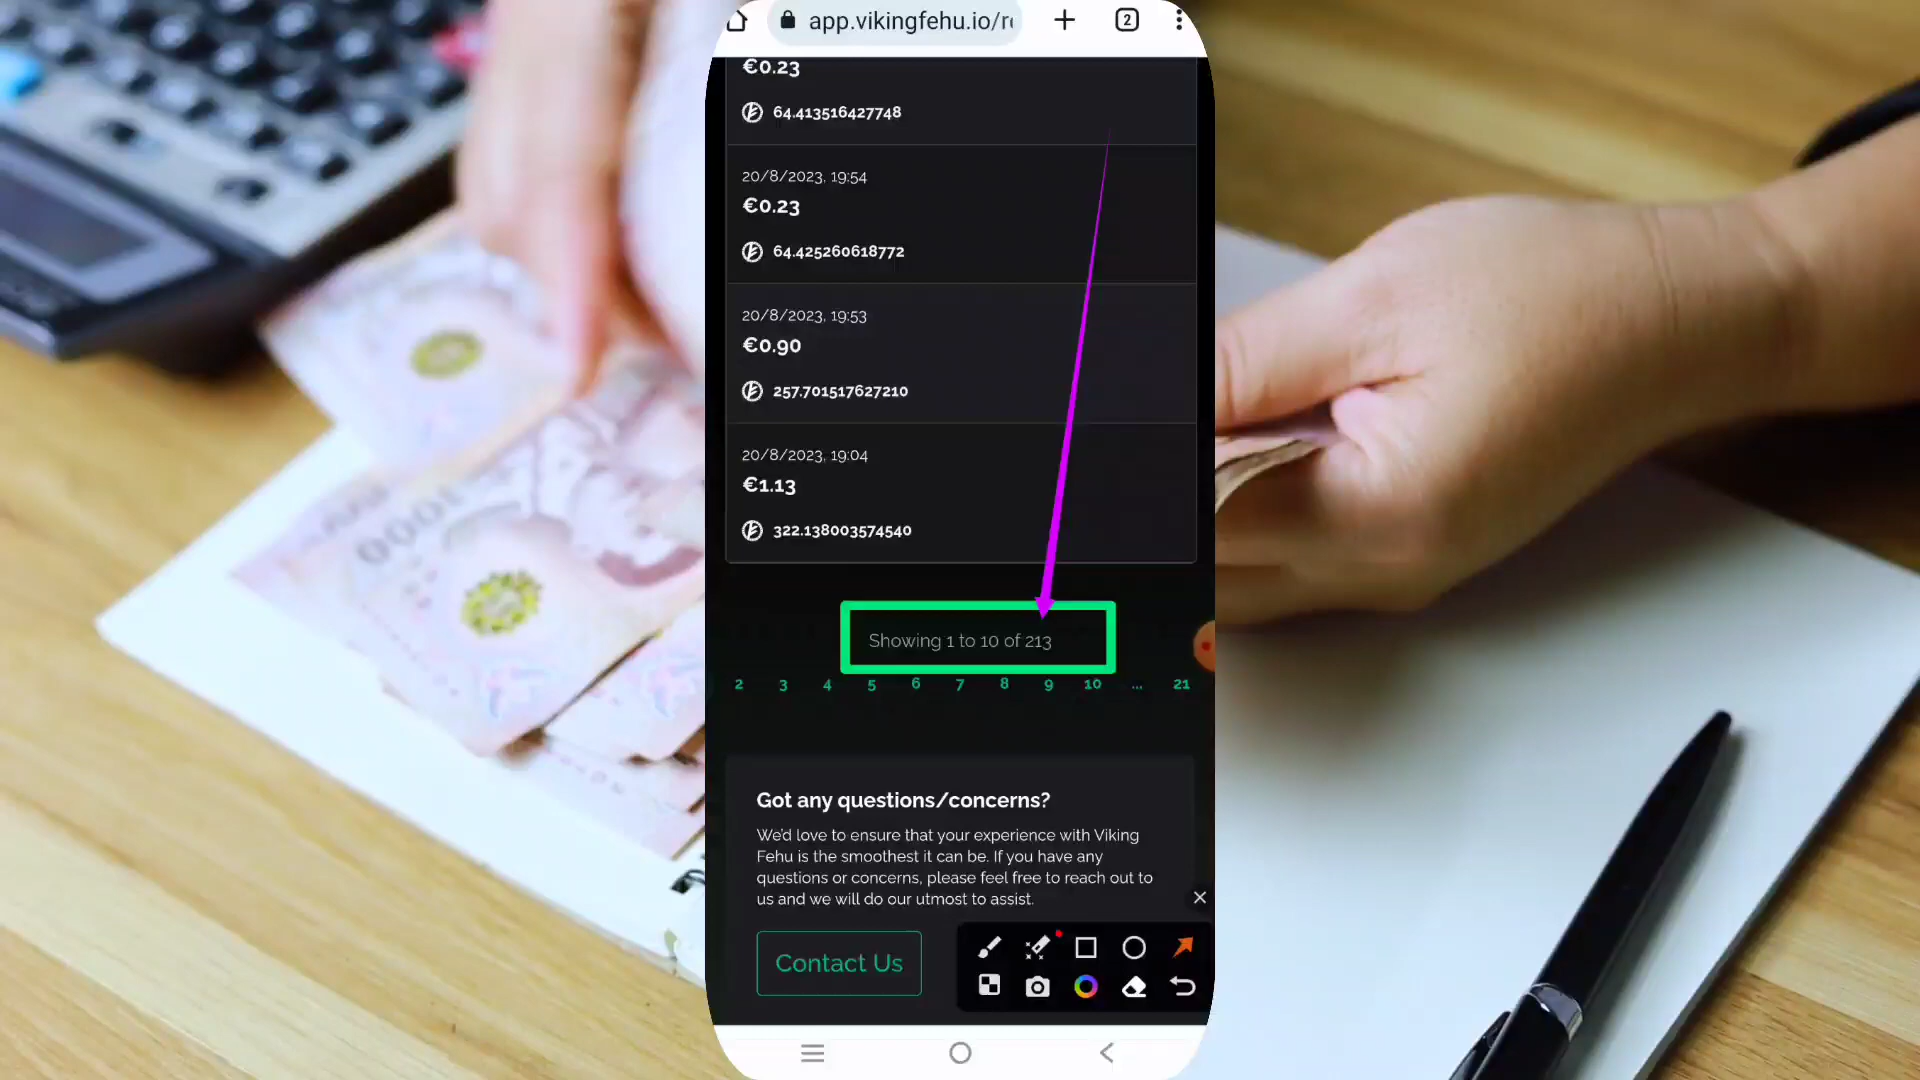 app.vikingfehu.io/r
2
€0.23
64.413516427748
20/8/2023, 19:54
€0.23
64.425260618772
20/8/2023, 19:53
€0.90
257.701517627210
20/8/2023, 19:04
€1.13
322.138003574540
Showing 1 to 10 of 213
2 3 4 5 6 7 8 9 10 ... 21
Got any questions/concerns?
We'd love to ensure that your experience with Viking
Fehu is the smoothest it can be. If you have any
questions or concerns, please feel free to reach out to
us and we will do our utmost to assist.
Contact Us
0001